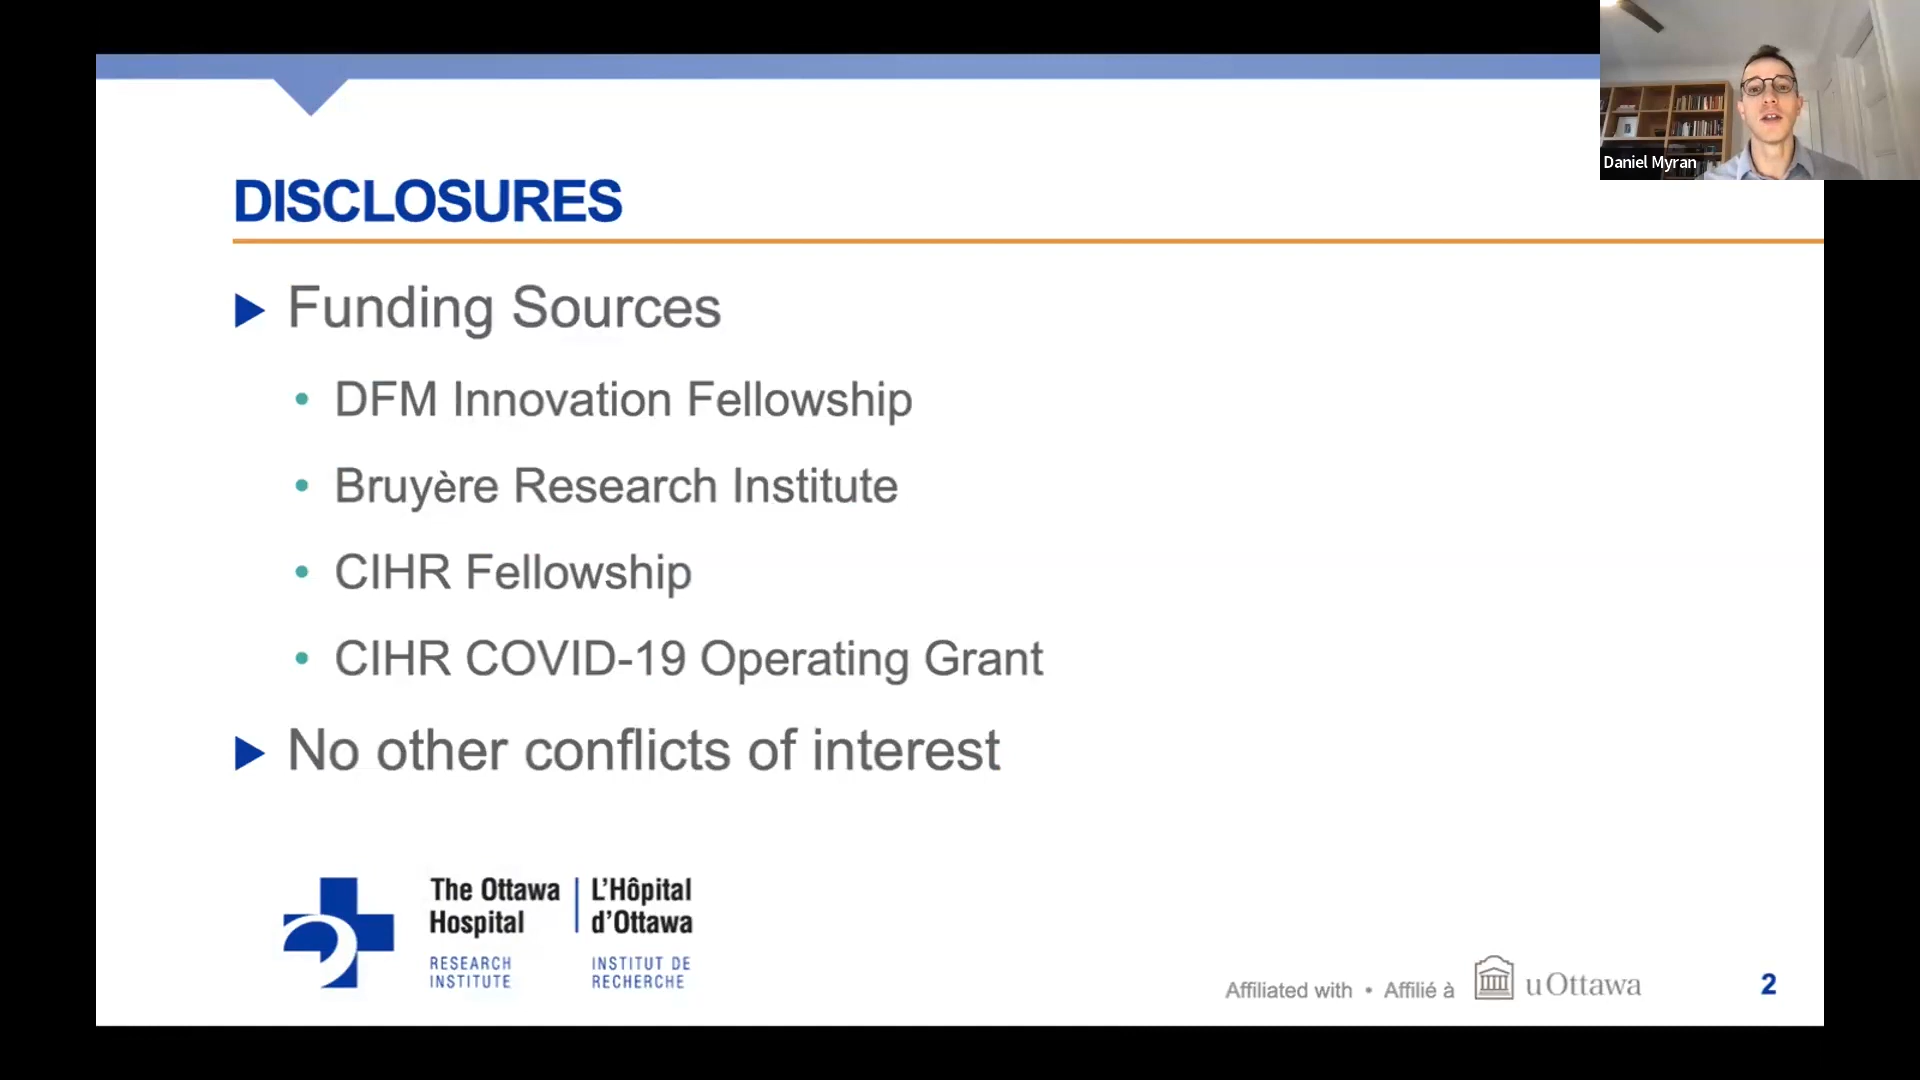 Daniel Myran
DISCLOSURES
Funding Sources
DFM Innovation Fellowship
Bruyère Research Institute
CIHR Fellowship
CIHR COVID-19 Operating Grant
No other conflicts of interest
The Ottawa
Hospital
RESEARCH
INSTITUTE
L'Hôpital
d'Ottawa
INSTITUT DE
RECHERCHE
Affiliated with • Affilié à
uOttawa
2